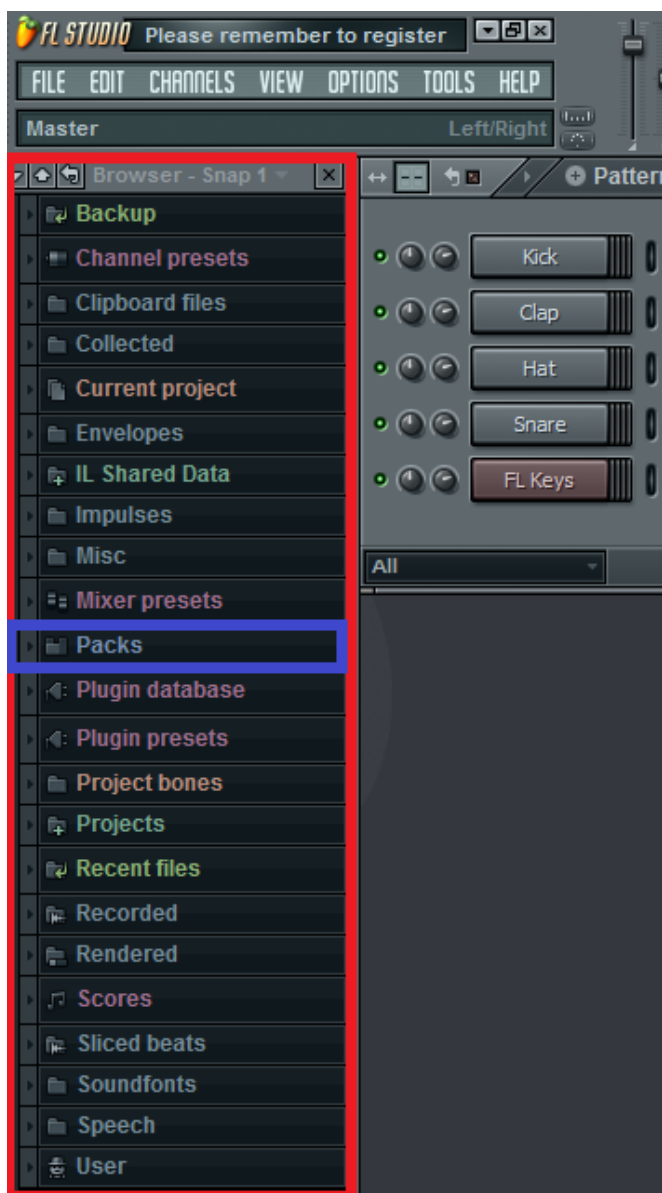 FL STUDIO Please remember to register
FILE EDIT CHANNELS VIEW OPTIONS TOOLS HELP
Master Left/Right
Browser - Snap 1
Patter
Backup
Channel presets
Clipboard files
Collected
Current project
Envelopes
IL Shared Data
Impulses
Misc
Mixer presets
Packs
Plugin database
Plugin presets
Project bones
Projects
Recent files
Recorded
Rendered
Scores
Sliced beats
Soundfonts
Speech
User
Kick
Clap
Hat
Snare
FL Keys
All